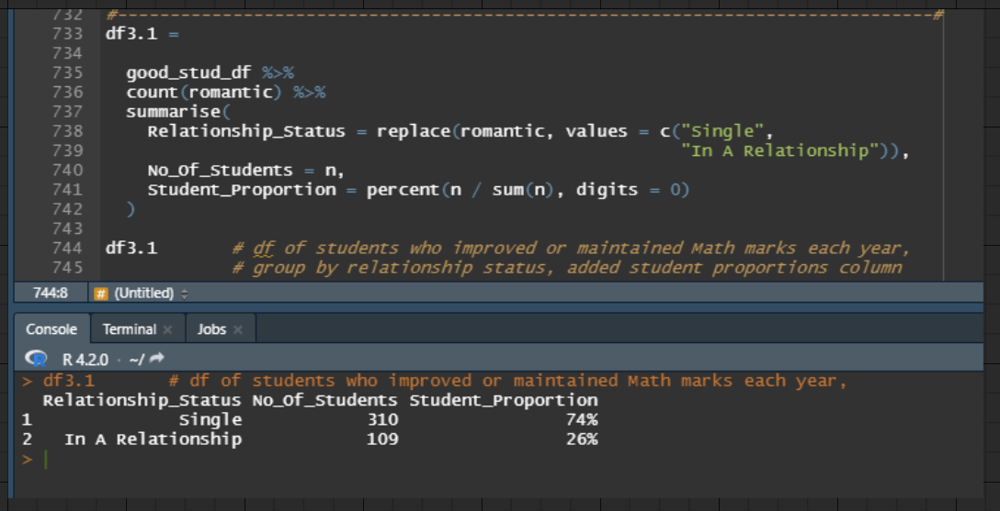 732 #------------------------------------------------------------------------------#
733 df3.1 =
734
735 good_stud_df %>%
736 count(romantic) %>%
737 summarise(
738 Relationship_Status = replace(romantic, values = c("Single",
739 "In A Relationship")),
740 No_Of_Students = n,
741 Student_Proportion = percent(n / sum(n), digits = 0)
742 )
743
744 df3.1 # df of students who improved or maintained Math marks each year,
745 # group by relationship status, added student proportions column
744:8 # (Untitled)
Console Terminal × Jobs ×
R R 4.2.0 · ~/
> df3.1 # df of students who improved or maintained Math marks each year,
Relationship_Status No_Of_Students Student_Proportion
1 Single 310 74%
2 In A Relationship 109 26%
>